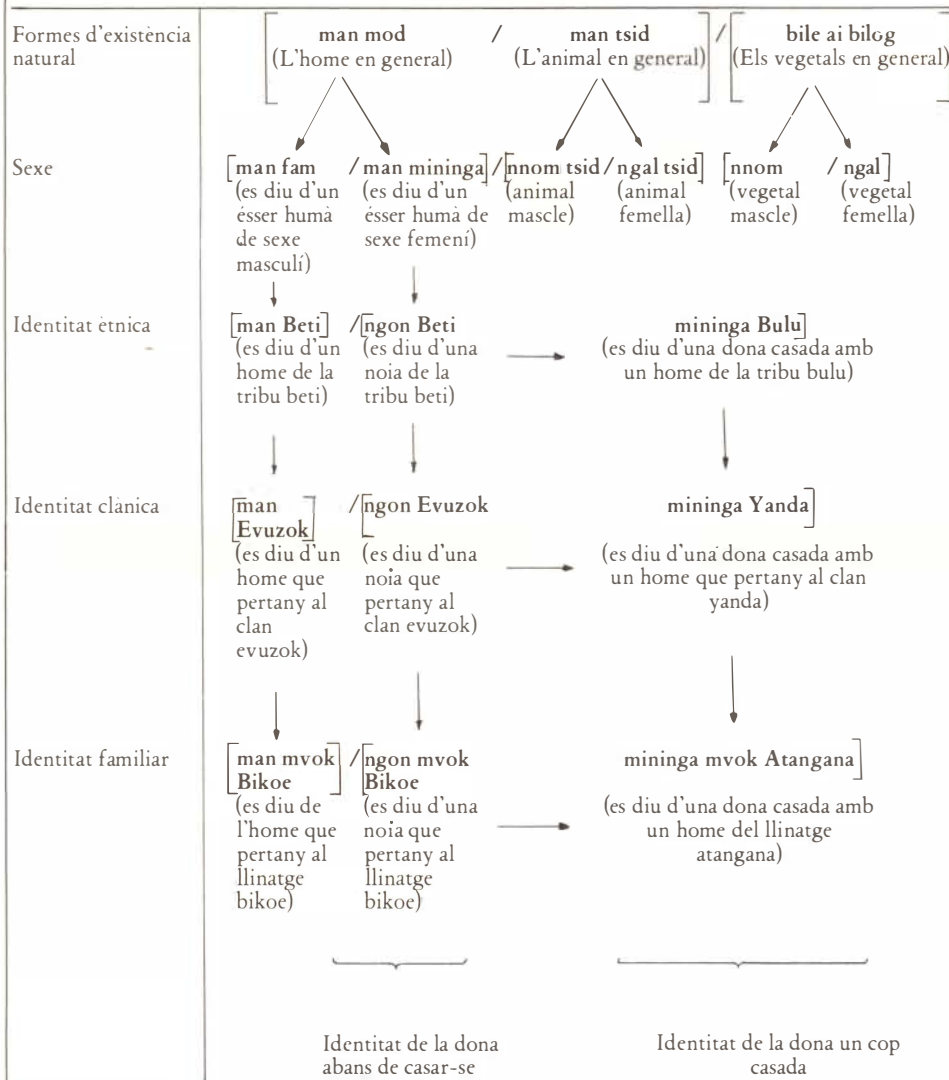 Formes d'existència natural
[man mod / man tsid] / [bile ai bilog]
(L'home en general) (L'animal en general) (Els vegetals en general)
Sexe
[man fam / man mininga] / [nnom tsid / ngal tsid] [nnom / ngal]
(es diu d'un ésser humà de sexe masculí)
(es diu d'un ésser humà de sexe femení)
(animal mascle)
(animal femella)
(vegetal mascle)
(vegetal femella)
Identitat ètnica
[man Beti] / [ngon Beti mininga Bulu]
(es diu d'un home de la tribu beti)
(es diu d'una noia de la tribu beti)
(es diu d'una dona casada amb un home de la tribu bulu)
Identitat clànica
[man Evuzok] / [ngon Evuzok mininga Yanda]
(es diu d'un home que pertany al clan evuzok)
(es diu d'una noia que pertany al clan evuzok)
(es diu d'una dona casada amb un home que pertany al clan yanda)
Identitat familiar
[man mvok Bikoe] / [ngon mvok Bikoe mininga mvok Atangana]
(es diu de l'home que pertany al llinatge bikoe)
(es diu d'una noia que pertany al llinatge bikoe)
(es diu d'una dona casada amb un home del llinatge atangana)
Identitat de la dona abans de casar-se
Identitat de la dona un cop casada